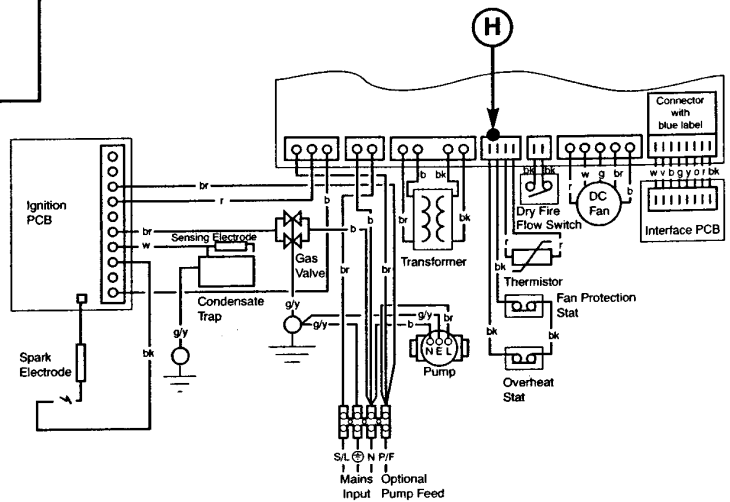 H
Connector
with
blue label
b bk
bk bk
w v b g y o r bk
r w g br b
br
r
b
br bk
Ignition
PCB
DC
Fan
Dry Fire
Flow Switch
Interface PCB
br
w
Sensing Electrode
b
Gas
Valve
br
br
Transformer
r r
bk
Thermistor
Condensate
Trap
Fan Protection
Stat
g/y
g/y
g/y
g/y
b
br
N E L
Pump
bk
bk
bk
Spark
Electrode
Overheat
Stat
S/L N P/F
Mains
Input
Optional
Pump Feed